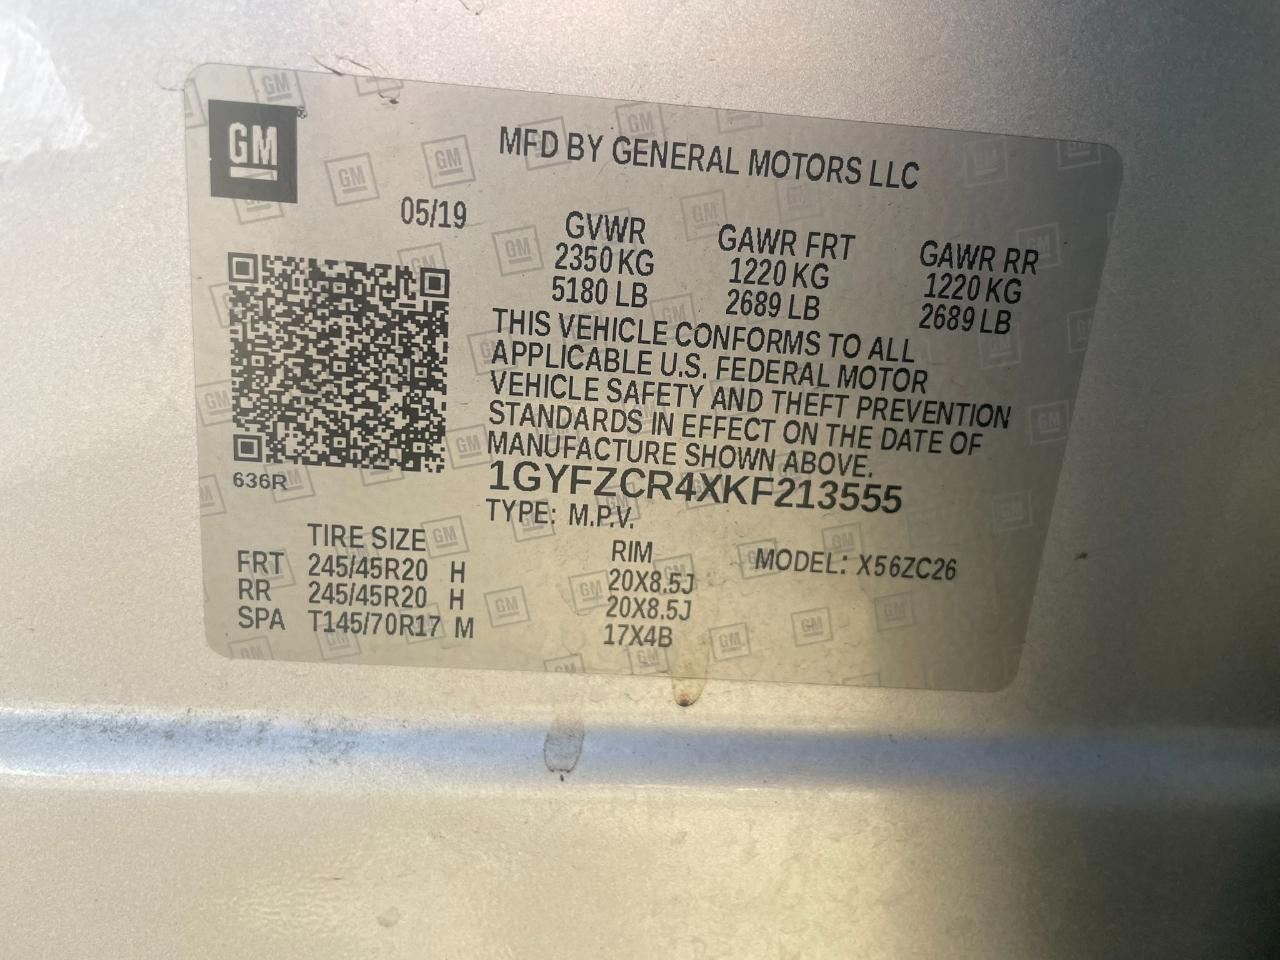 GM
MFD BY GENERAL MOTORS LLC
05/19
GVWR GAWR FRT GAWR RR
2350 KG 1220 KG 1220 KG
5180 LB 2689 LB 2689 LB
THIS VEHICLE CONFORMS TO ALL
APPLICABLE U.S. FEDERAL MOTOR
VEHICLE SAFETY AND THEFT PREVENTION
STANDARDS IN EFFECT ON THE DATE OF
MANUFACTURE SHOWN ABOVE.
636R
1GYFZCR4XKF213555
TYPE: M.P.V.
TIRE SIZE RIM MODEL: X56ZC26
FRT 245/45R20 H 20X8.5J
RR 245/45R20 H 20X8.5J
SPA T145/70R17 M 17X4B